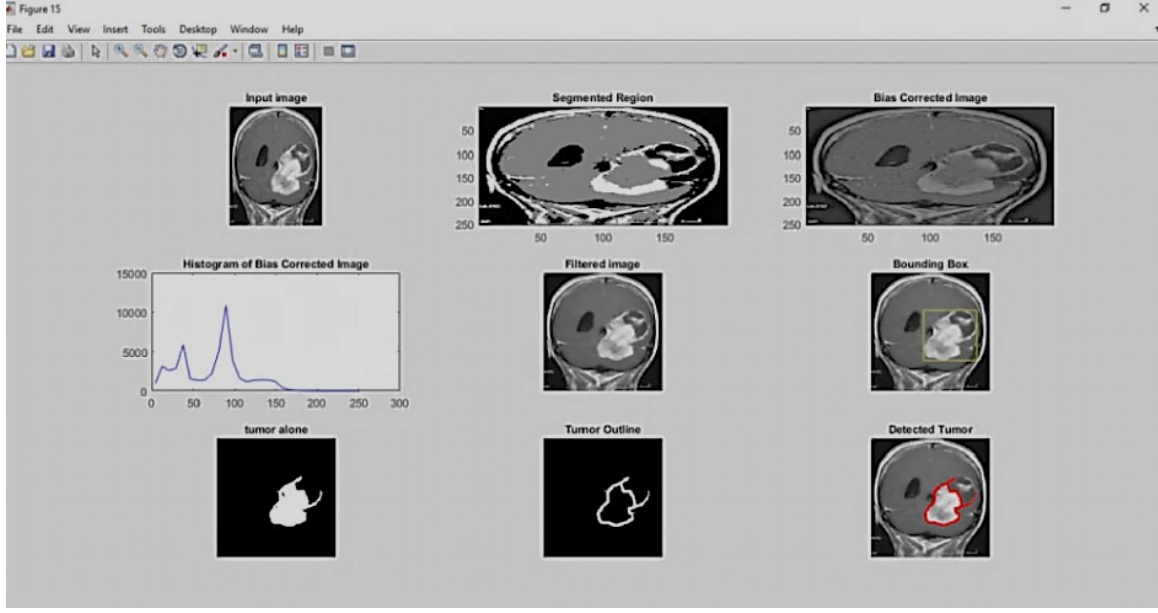 Figure 15
File Edit View Insert Tools Desktop Window Help
Input image
Segmented Region
50
100
150
200
250
50 100 150
Bias Corrected Image
50
100
150
200
250
50 100 150
Histogram of Bias Corrected Image
15000
10000
5000
0
0 50 100 150 200 250 300
Filtered image
Bounding Box
tumor alone
Tumor Outline
Detected Tumor